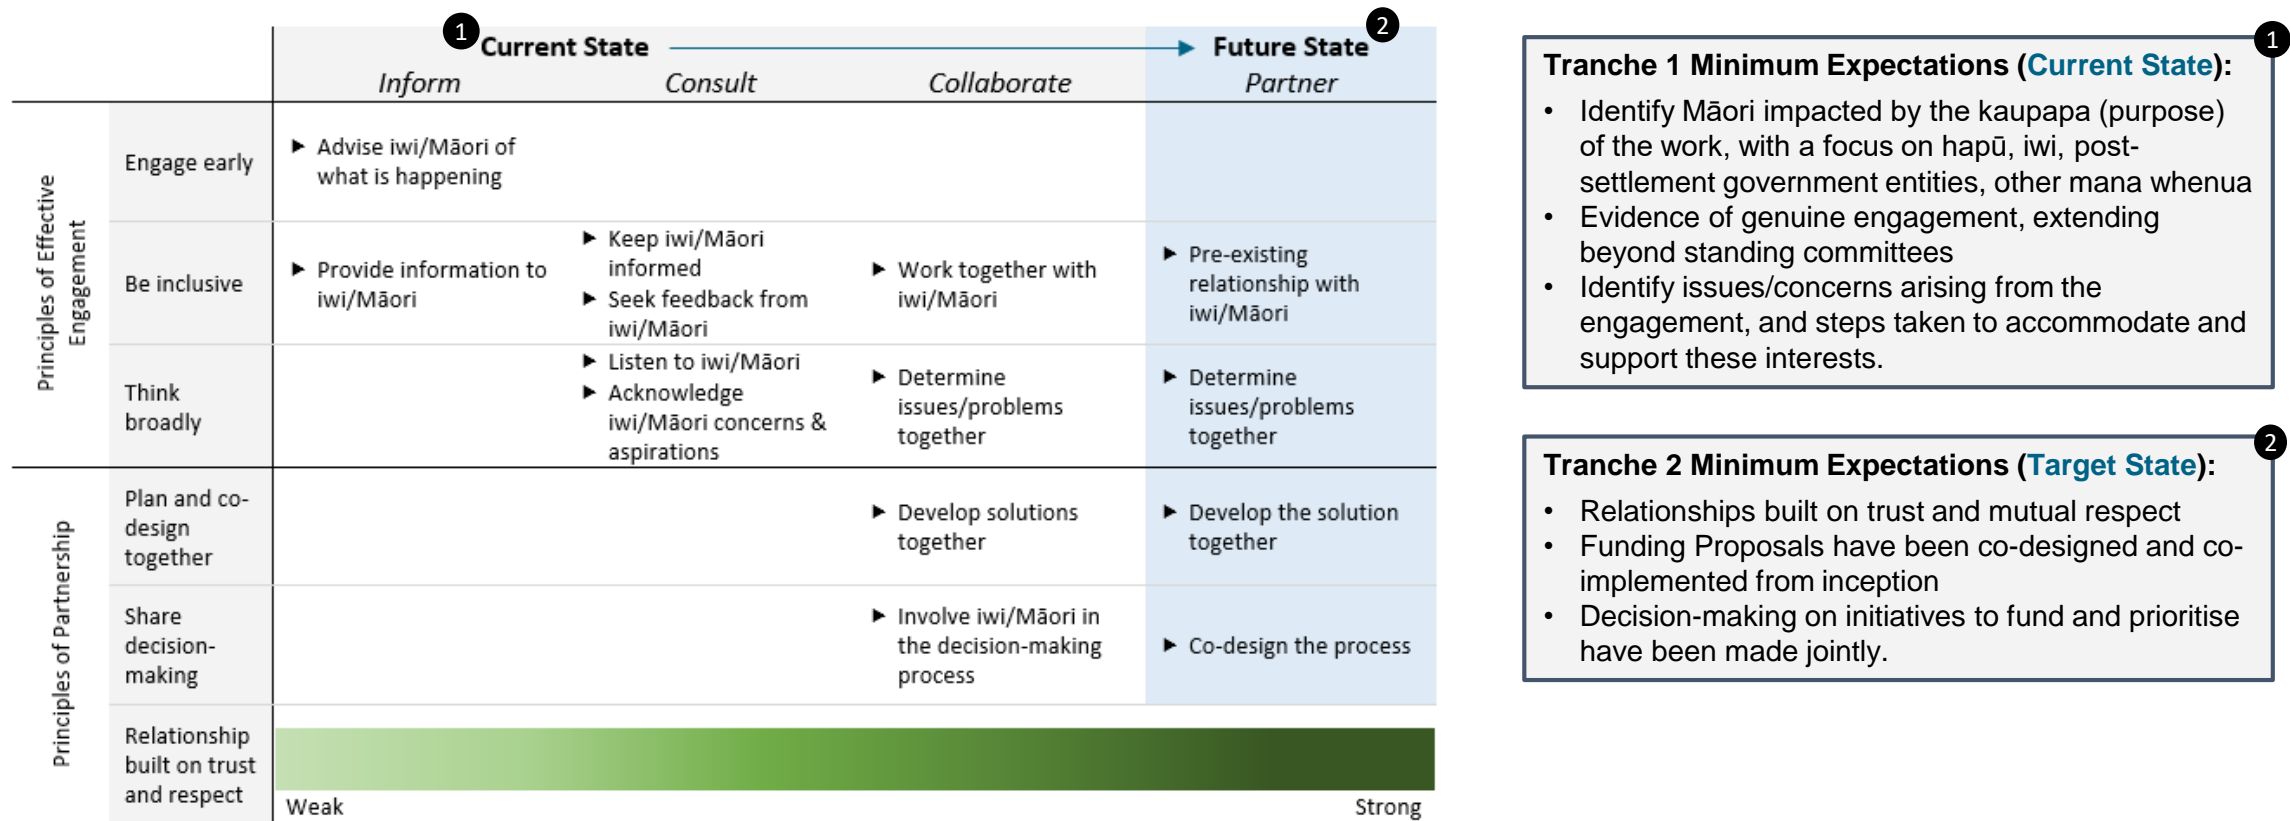 1
Current State
2
Future State
Inform
Consult
Collaborate
Partner
Principles of Effective
Engagement
Engage early
► Advise iwi/Māori of
what is happening
Be inclusive
► Provide information to
iwi/Māori
► Keep iwi/Māori
informed
► Seek feedback from
iwi/Māori
► Work together with
iwi/Māori
► Pre-existing
relationship with
iwi/Māori
Think
broadly
► Listen to iwi/Māori
► Acknowledge
iwi/Māori concerns &
aspirations
► Determine
issues/problems
together
► Determine
issues/problems
together
Principles of Partnership
Plan and co-
design
together
► Develop solutions
together
► Develop the solution
together
Share
decision-
making
► Involve iwi/Māori in
the decision-making
process
► Co-design the process
Relationship
built on trust
and respect
Weak
Strong
1
Tranche 1 Minimum Expectations (Current State):
• Identify Māori impacted by the kaupapa (purpose)
of the work, with a focus on hapū, iwi, post-
settlement government entities, other mana whenua
• Evidence of genuine engagement, extending
beyond standing committees
• Identify issues/concerns arising from the
engagement, and steps taken to accommodate and
support these interests.
2
Tranche 2 Minimum Expectations (Target State):
• Relationships built on trust and mutual respect
• Funding Proposals have been co-designed and co-
implemented from inception
• Decision-making on initiatives to fund and prioritise
have been made jointly.